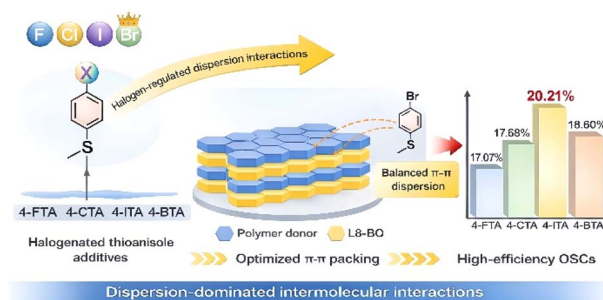 F Cl I Br
X
S
Halogen-regulated dispersion interactions
4-FTA 4-CTA 4-ITA 4-BTA
Halogenated thioanisole
additives
Br
S
Balanced π–π
dispersion
Polymer donor L8-BO
Optimized π-π packing
17.07%
17.68%
20.21%
18.60%
4-FTA 4-CTA 4-ITA 4-BTA
High-efficiency OSCs
Dispersion-dominated intermolecular interactions